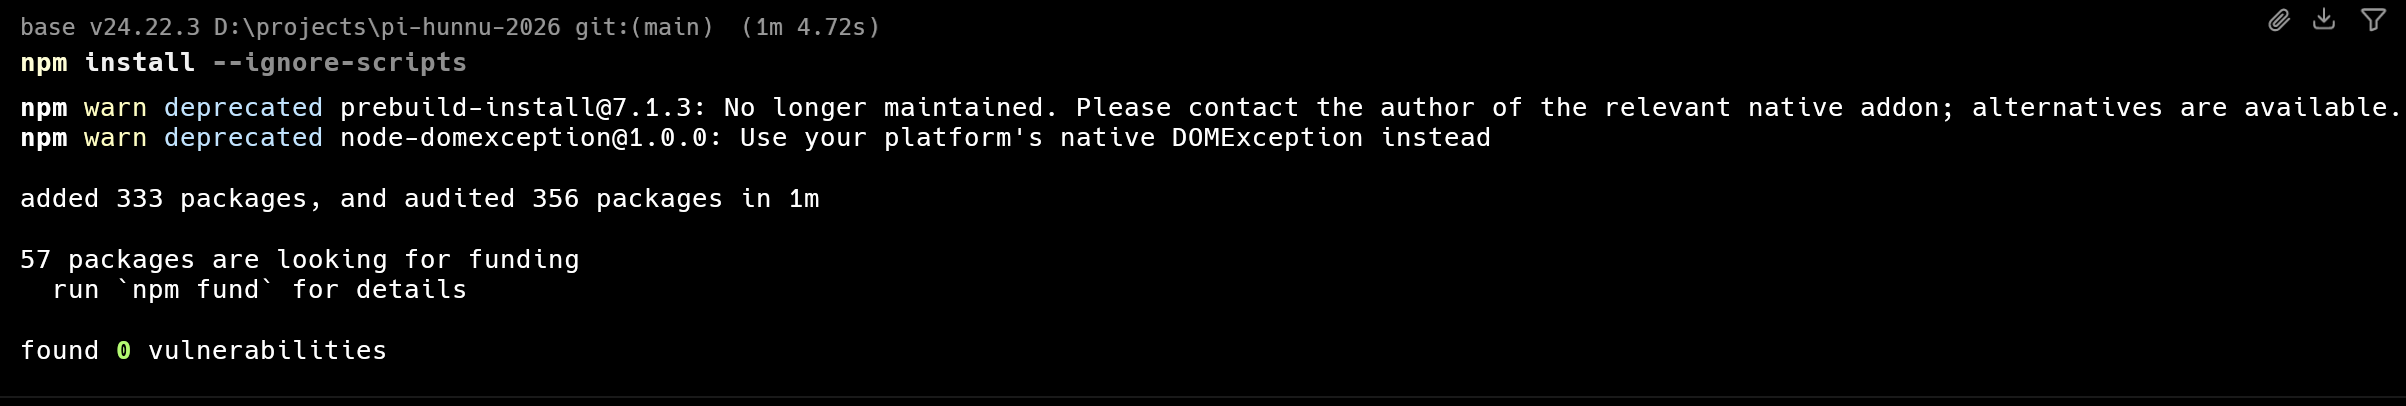 base v24.22.3 D:\projects\pi-hunnu-2026 git:(main) (1m 4.72s)
npm install --ignore-scripts
npm warn deprecated prebuild-install@7.1.3: No longer maintained. Please contact the author of the relevant native addon; alternatives are available.
npm warn deprecated node-domexception@1.0.0: Use your platform's native DOMException instead
added 333 packages, and audited 356 packages in 1m
57 packages are looking for funding
  run `npm fund` for details
found 0 vulnerabilities